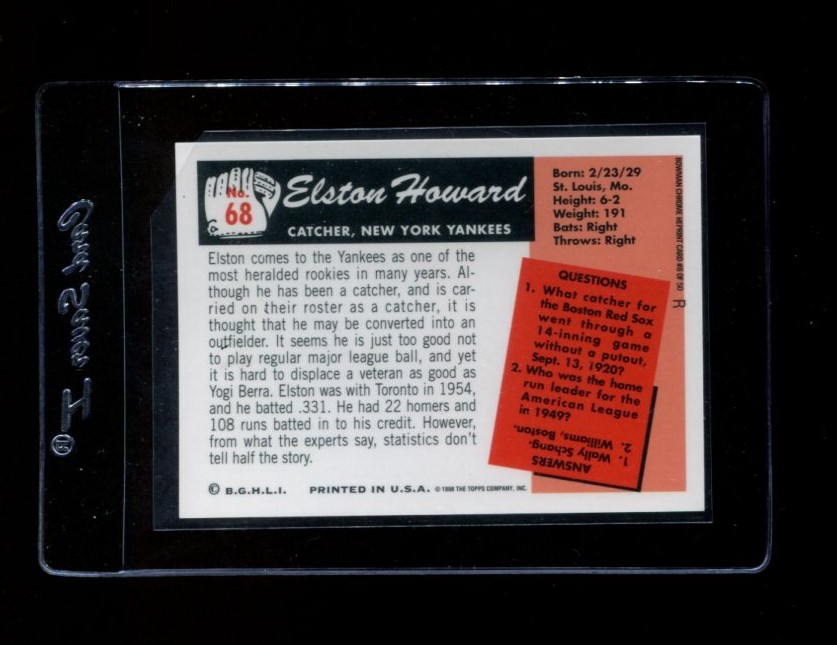 Card Saver I
No.
68
Elston Howard
CATCHER, NEW YORK YANKEES
Elston comes to the Yankees as one of the
most heralded rookies in many years. Al-
though he has been a catcher, and is car-
ried on their roster as a catcher, it is
thought that he may be converted into an
outfielder. It seems he is just too good not
to play regular major league ball, and yet
it is hard to displace a veteran as good as
Yogi Berra. Elston was with Toronto in 1954,
and he batted .331. He had 22 homers and
108 runs batted in to his credit. However,
from what the experts say, statistics don't
tell half the story.
© B.G.H.L.I. PRINTED IN U.S.A. © 1998 THE TOPPS COMPANY, INC.
Born: 2/23/29
St. Louis, Mo.
Height: 6-2
Weight: 191
Bats: Right
Throws: Right
BOWMAN CHROME REPRINT CARD OF 50
R
QUESTIONS
1. What catcher for
the Boston Red Sox
went through a
14-inning game
without a putout,
Sept. 13, 1920?
2. Who was the home
run leader for the
American League
in 1949?
ANSWERS
1. Wally Schang.
2. Williams, Boston.